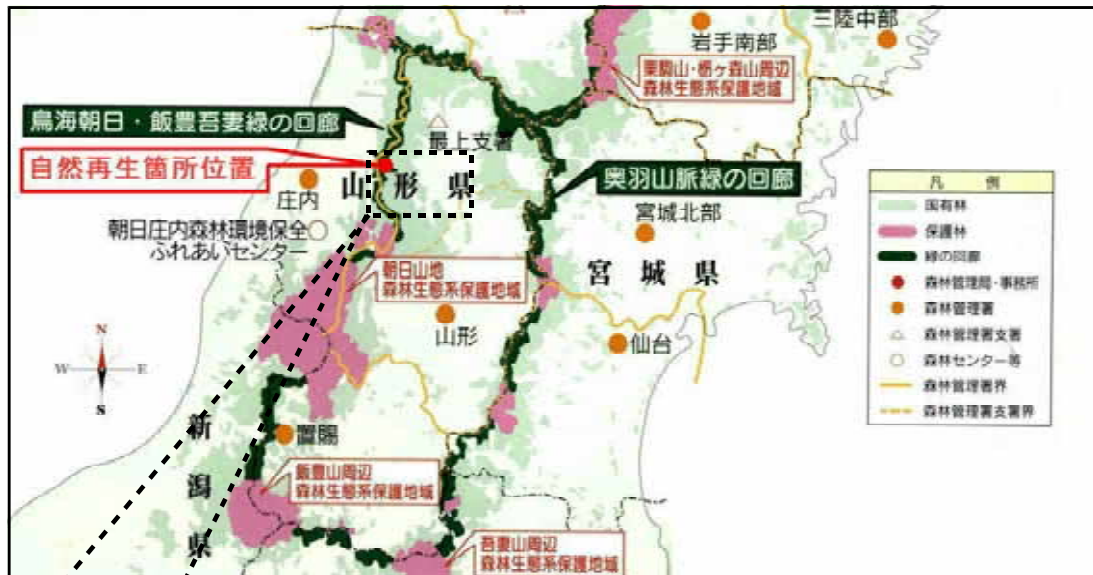 三陸中部
岩手南部
栗駒山・栃ヶ森山周辺
森林生態系保護地域
鳥海朝日・飯豊吾妻緑の回廊
最上支署
自然再生箇所位置
奥羽山脈緑の回廊
庄内
山形県
宮城北部
朝日庄内森林環境保全
ふれあいセンター
宮城県
朝日山地
森林生態系保護地域
山形
仙台
N
W
E
S
新潟県
置賜
飯豊山周辺
森林生態系保護地域
吾妻山周辺
森林生態系保護地域
凡例
国有林
保護林
緑の回廊
森林管理局・事務所
森林管理署
森林管理署支署
森林センター等
森林管理署界
森林管理署支署界